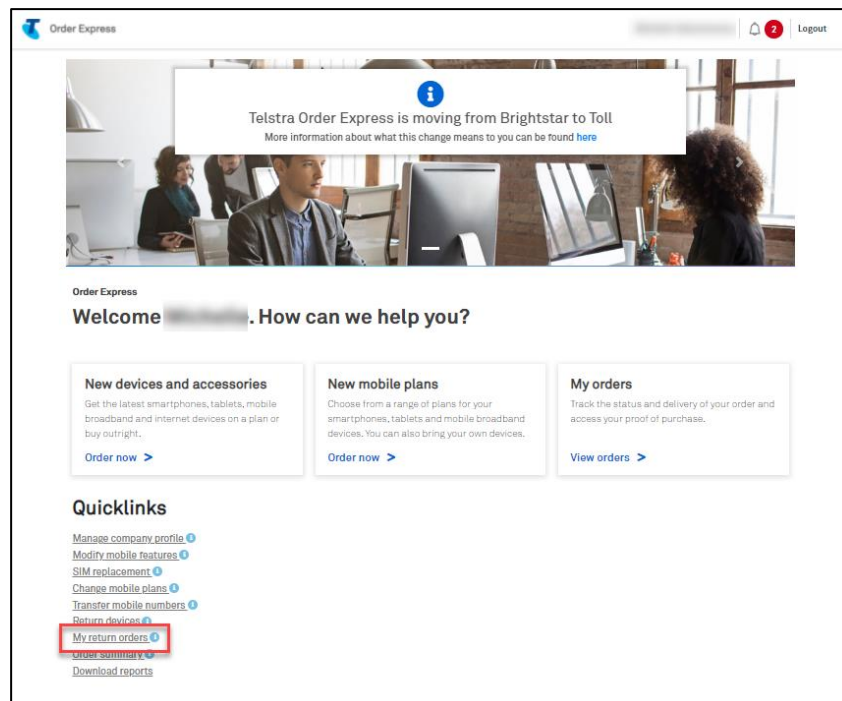 Order Express
2
Logout
Telstra Order Express is moving from Brightstar to Toll
More information about what this change means to you can be found here
Order Express
Welcome . How can we help you?
New devices and accessories
Get the latest smartphones, tablets, mobile
broadband and internet devices on a plan or
buy outright.
Order now >
New mobile plans
Choose from a range of plans for your
smartphones, tablets and mobile broadband
devices. You can also bring your own devices.
Order now >
My orders
Track the status and delivery of your order and
access your proof of purchase.
View orders >
Quicklinks
Manage company profile
Modify mobile features
SIM replacement
Change mobile plans
Transfer mobile numbers
Return devices
My return orders
Order summary
Download reports